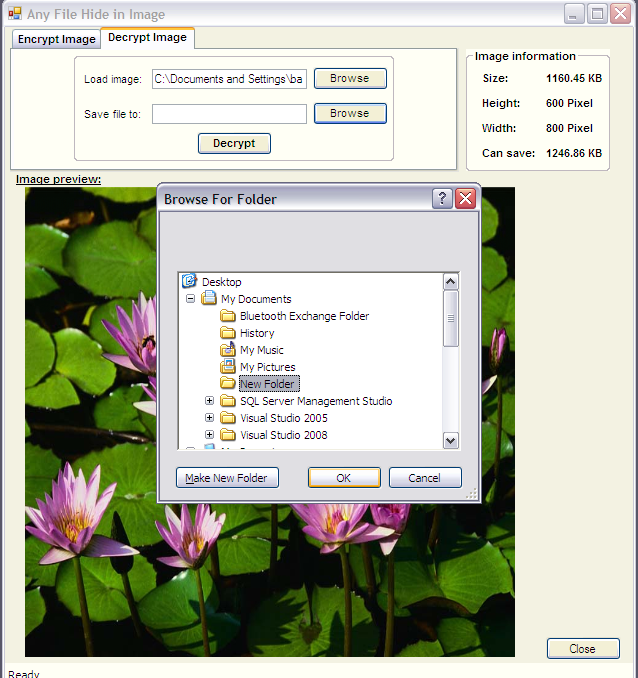 Any File Hide in Image
Encrypt Image
Decrypt Image
Load image:
C:\Documents and Settings\ba
Browse
Save file to:
Browse
Decrypt
Image information
Size: 1160.45 KB
Height: 600 Pixel
Width: 800 Pixel
Can save: 1246.86 KB
Image preview:
Browse For Folder
?
Desktop
My Documents
Bluetooth Exchange Folder
History
My Music
My Pictures
New Folder
SQL Server Management Studio
Visual Studio 2005
Visual Studio 2008
Make New Folder
OK
Cancel
Close
Ready